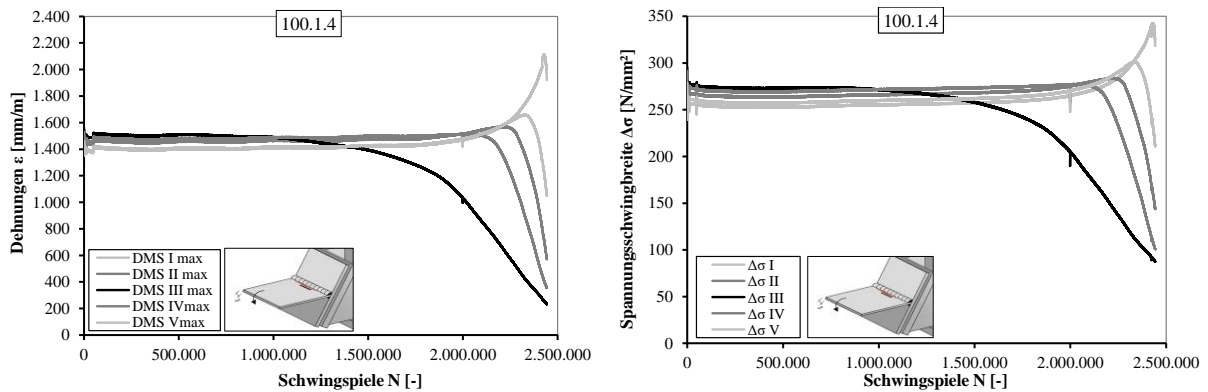 100.1.4
Dehnungen ε [mm/m]
2.400
2.200
2.000
1.800
1.600
1.400
1.200
1.000
800
600
400
200
0
DMS I max
DMS II max
DMS III max
DMS IVmax
DMS Vmax
0
500.000
1.000.000
1.500.000
2.000.000
2.500.000
Schwingspiele N [-]
100.1.4
Spannungsschwingbreite Δσ [N/mm²]
350
300
250
200
150
100
50
0
Δσ I
Δσ II
Δσ III
Δσ IV
Δσ V
0
500.000
1.000.000
1.500.000
2.000.000
2.500.000
Schwingspiele N [-]